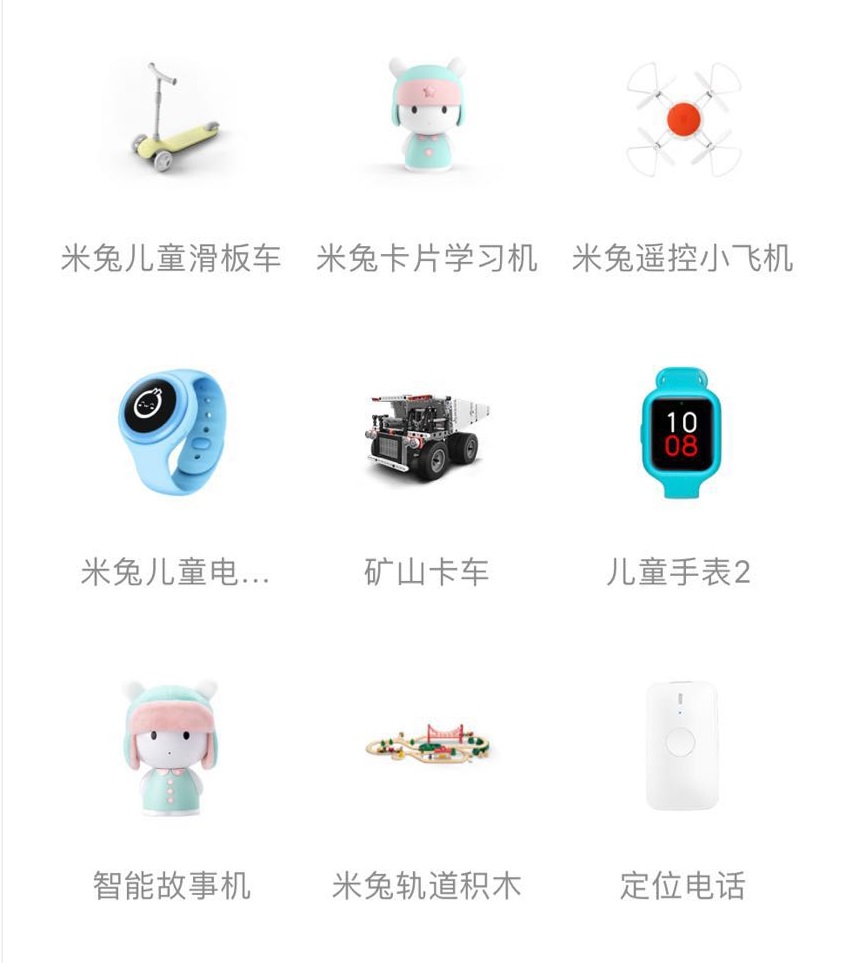 米兔儿童滑板车
米兔卡片学习机
米兔遥控小飞机
10
08
米兔儿童电...
矿山卡车
儿童手表2
智能故事机
米兔轨道积木
定位电话